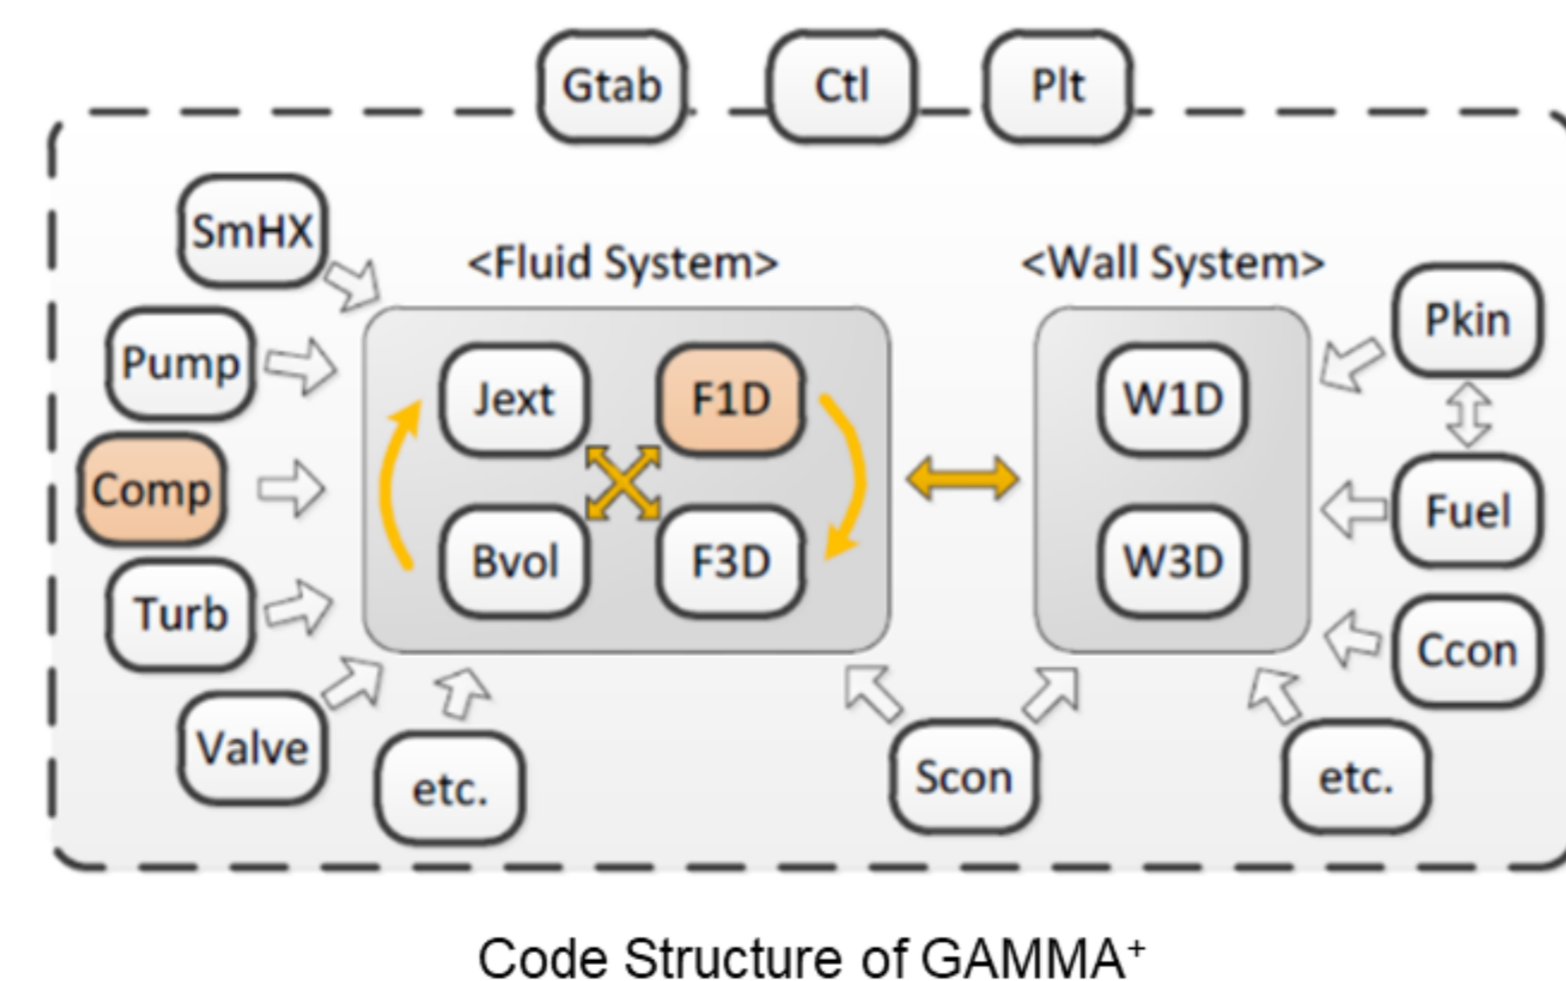 Gtab
Ctl
Plt
SmHX
<Fluid System>
<Wall System>
Pump
Pkin
Jext
F1D
W1D
Comp
Fuel
Bvol
F3D
W3D
Turb
Ccon
Valve
etc.
Scon
etc.
Code Structure of GAMMA⁺